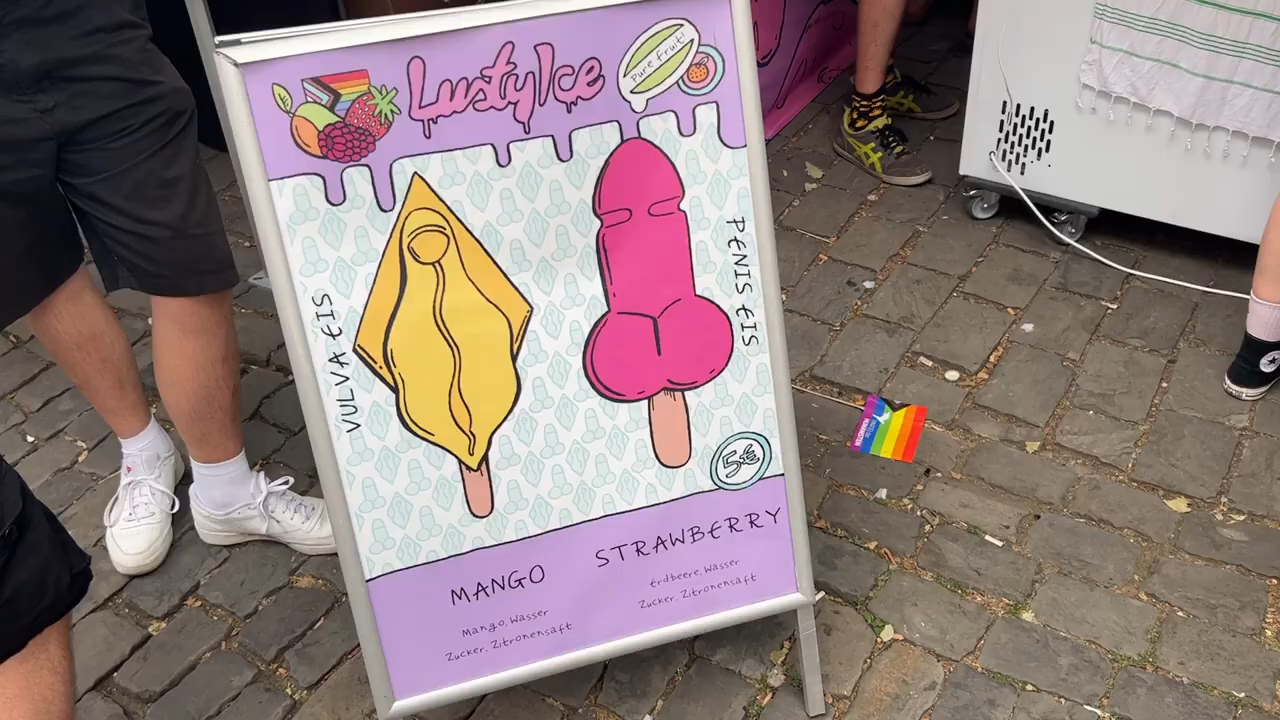 LustyIce
Pure Fruit!
VULVA EIS
PENIS EIS
5€
MANGO
Mango, Wasser
Zucker, Zitronensaft
STRAWBERRY
Erdbeere, Wasser
Zucker, Zitronensaft